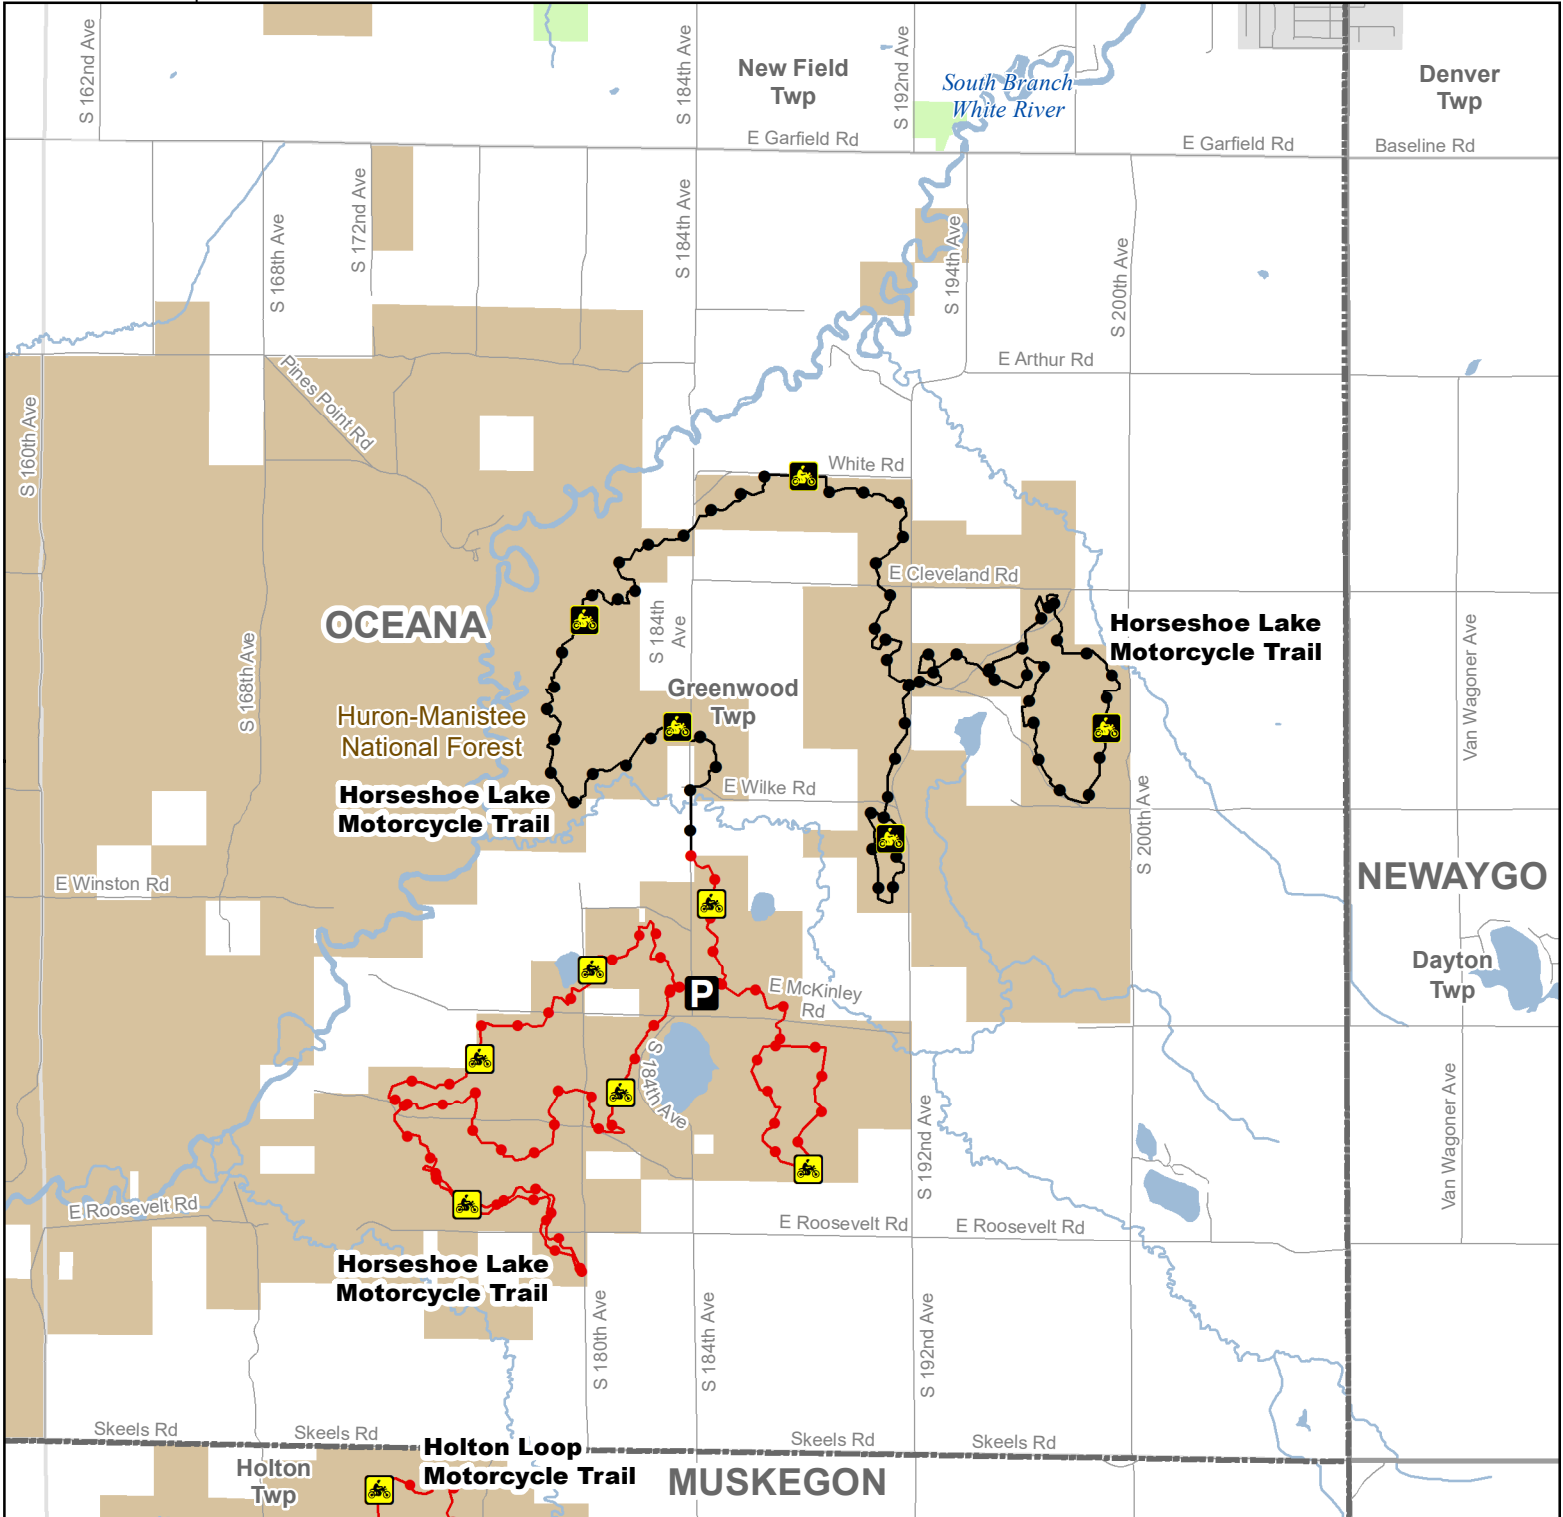 S 162nd Ave
S 184th Ave
New Field
Twp
S 192nd Ave
South Branch
White River
Denver
Twp
E Garfield Rd
E Garfield Rd
Baseline Rd
S 168th Ave
S 172nd Ave
S 184th Ave
S 194th Ave
S 200th Ave
E Arthur Rd
Pines Point Rd
S 160th Ave
White Rd
E Cleveland Rd
OCEANA
S 184th
Ave
Horseshoe Lake
Motorcycle Trail
S 168th Ave
Van Wagoner Ave
Greenwood
Twp
Huron-Manistee
National Forest
E Wilke Rd
Horseshoe Lake
Motorcycle Trail
S 200th Ave
E Winston Rd
NEWAYGO
Dayton
Twp
P
E McKinley
Rd
S 184th Ave
S 192nd Ave
Van Wagoner Ave
E Roosevelt Rd
E Roosevelt Rd
E Roosevelt Rd
Horseshoe Lake
Motorcycle Trail
S 180th Ave
S 184th Ave
S 192nd Ave
Skeels Rd
Skeels Rd
Skeels Rd
Skeels Rd
Holton Loop
Motorcycle Trail
Holton
Twp
MUSKEGON